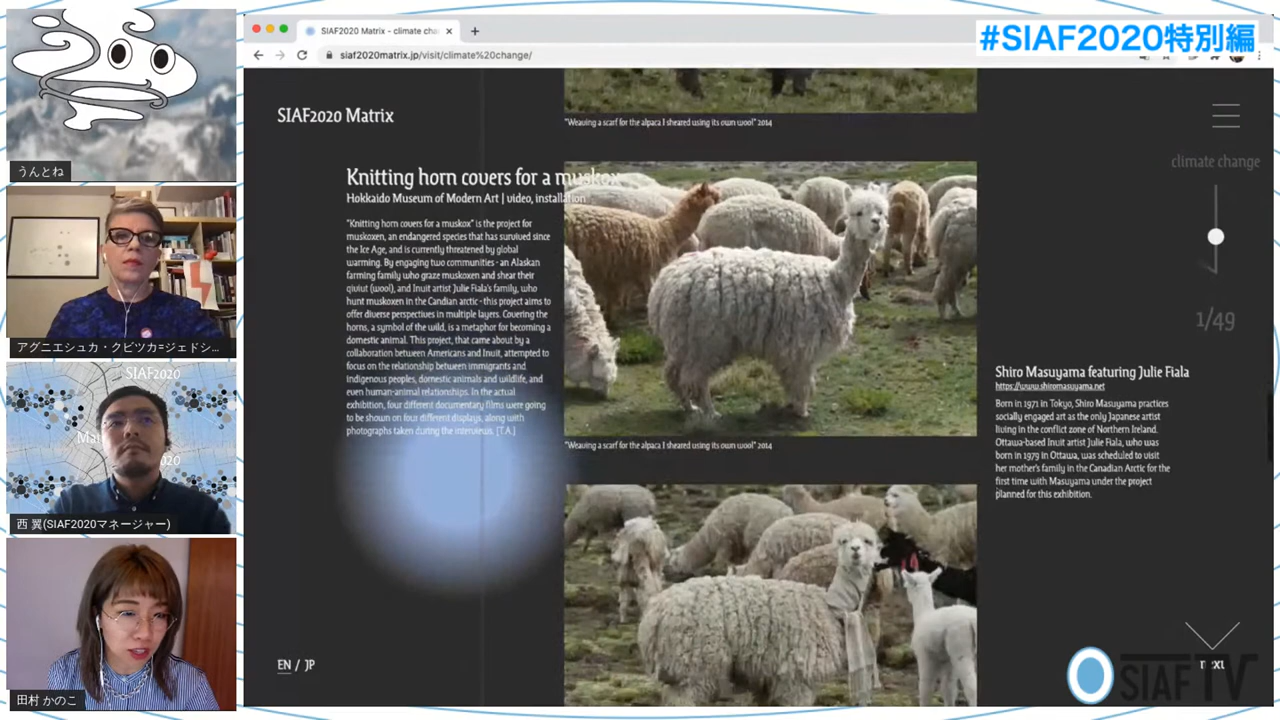 #SIAF2020特別編
SIAF2020 Matrix - climate cha
siaf2020matrix.jp/visit/climate%20change/
うんとね
アグニエシュカ・クビツカ=ジェドシ...
SIAF2020
西 翼(SIAF2020マネージャー)
田村 かのこ
SIAF2020 Matrix
Knitting horn covers for a muskox
Hokkaido Museum of Modern Art | video, installation
"Knitting horn covers for a muskox" is the project for
muskoxen, an endangered species that has survived since
the Ice Age, and is currently threatened by global
warming. By engaging two communities - an Alaskan
farming family who graze muskoxen and shear their
qiviut (wool), and Inuit artist Julie Fiala's family, who
hunt muskoxen in the Candian arctic - this project aims to
offer diverse perspectives in multiple layers. Covering the
horns, a symbol of the wild, is a metaphor for becoming a
domestic animal. This project, that came about by a
collaboration between Americans and Inuit, attempted to
focus on the relationship between immigrants and
indigenous peoples, domestic animals and wildlife, and
even human-animal relationships. In the actual
exhibition, four different documentary films were going
to be shown on four different displays, along with
photographs taken during the interviews. [T.A.]
EN / JP
"Weaving a scarf for the alpaca I sheared using its own wool" 2014
"Weaving a scarf for the alpaca I sheared using its own wool" 2014
climate change
1/49
Shiro Masuyama featuring Julie Fiala
https://www.shiromasuyama.net
Born in 1971 in Tokyo, Shiro Masuyama practices
socially engaged art as the only Japanese artist
living in the conflict zone of Northern Ireland.
Ottawa-based Inuit artist Julie Fiala, who was
born in 1979 in Ottawa, was scheduled to visit
her mother's family in the Canadian Arctic for the
first time with Masuyama under the project
planned for this exhibition.
next
SIAF TV